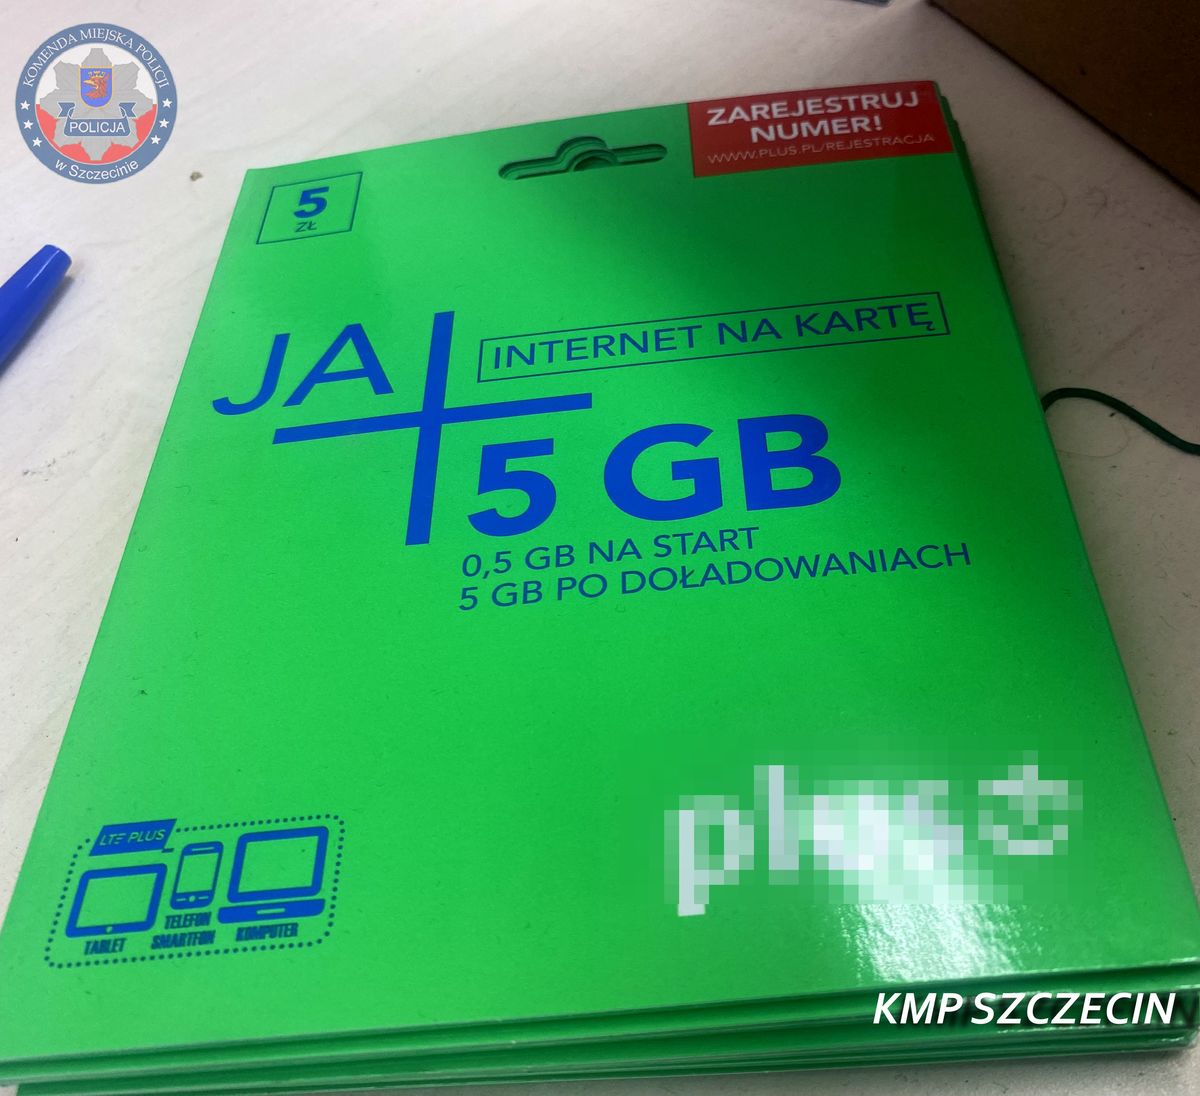 KOMENDA MIEJSKA POLICJI
POLICJA
w Szczecinie
ZAREJESTRUJ
NUMER!
WWW.PLUS.PL/REJESTRACJA
5
ZŁ
JA+
INTERNET NA KARTĘ
5 GB
0,5 GB NA START
5 GB PO DOŁADOWANIACH
plus
LTE PLUS
TABLET
TELEFON
SMARTFON
KOMPUTER
KMP SZCZECIN